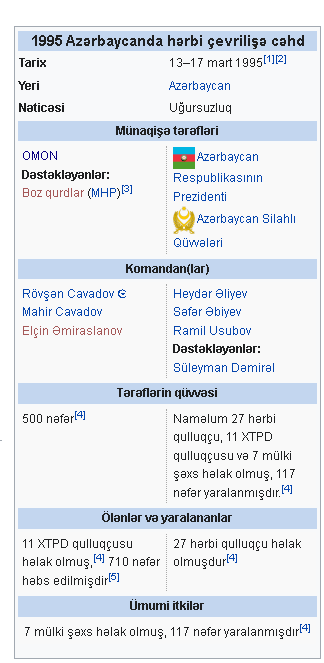 1995 Azərbaycanda hərbi çevrilişə cəhd
Tarix 13–17 mart 1995[1][2]
Yeri Azərbaycan
Nəticəsi Uğursuzluq
Münaqişə tərəfləri
OMON
Dəstəkləyənlər:
Boz qurdlar (MHP)[3]
Azərbaycan
Respublikasının
Prezidenti
Azərbaycan Silahlı
Qüvvələri
Komandan(lar)
Rövşən Cavadov
Mahir Cavadov
Elçin Əmiraslanov
Heydər Əliyev
Səfər Əbiyev
Ramil Usubov
Dəstəkləyənlər:
Süleyman Dəmirəl
Tərəflərin qüvvəsi
500 nəfər[4]
Naməlum 27 hərbi
qulluqçu, 11 XTPD
qulluqçusu və 7 mülki
şəxs həlak olmuş, 117
nəfər yaralanmışdır.[4]
Ölənlər və yaralananlar
11 XTPD qulluqçusu
həlak olmuş,[4] 710 nəfər
həbs edilmişdir[5]
27 hərbi qulluqçu həlak
olmuşdur[4]
Ümumi itkilər
7 mülki şəxs həlak olmuş, 117 nəfər yaralanmışdır[4]